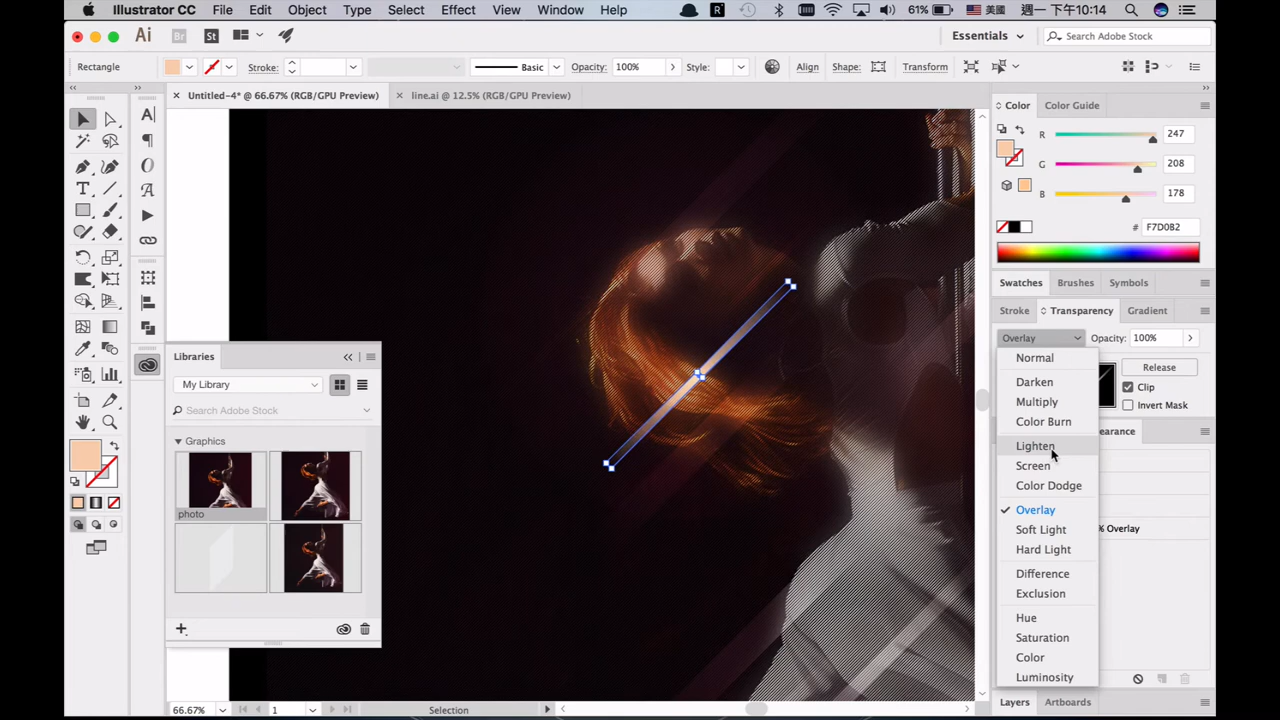 Illustrator CC File Edit Object Type Select Effect View Window Help 61% 美國 週一 下午10:14
Ai Br St Essentials Search Adobe Stock
Rectangle Stroke: Basic Opacity: 100% Style: Align Shape: Transform
Untitled-4* @ 66.67% (RGB/GPU Preview) line.ai @ 12.5% (RGB/GPU Preview)
Color Color Guide
R 247
G 208
B 178
# F7D0B2
Swatches Brushes Symbols
Stroke Transparency Gradient
Overlay Opacity: 100%
Normal
Release
Darken Clip
Multiply Invert Mask
Color Burn
earance
Lighten
Screen
Color Dodge
Overlay
% Overlay
Soft Light
Hard Light
Difference
Exclusion
Hue
Saturation
Color
Luminosity
Libraries
My Library
Search Adobe Stock
Graphics
photo
Layers Artboards
66.67% 1 Selection